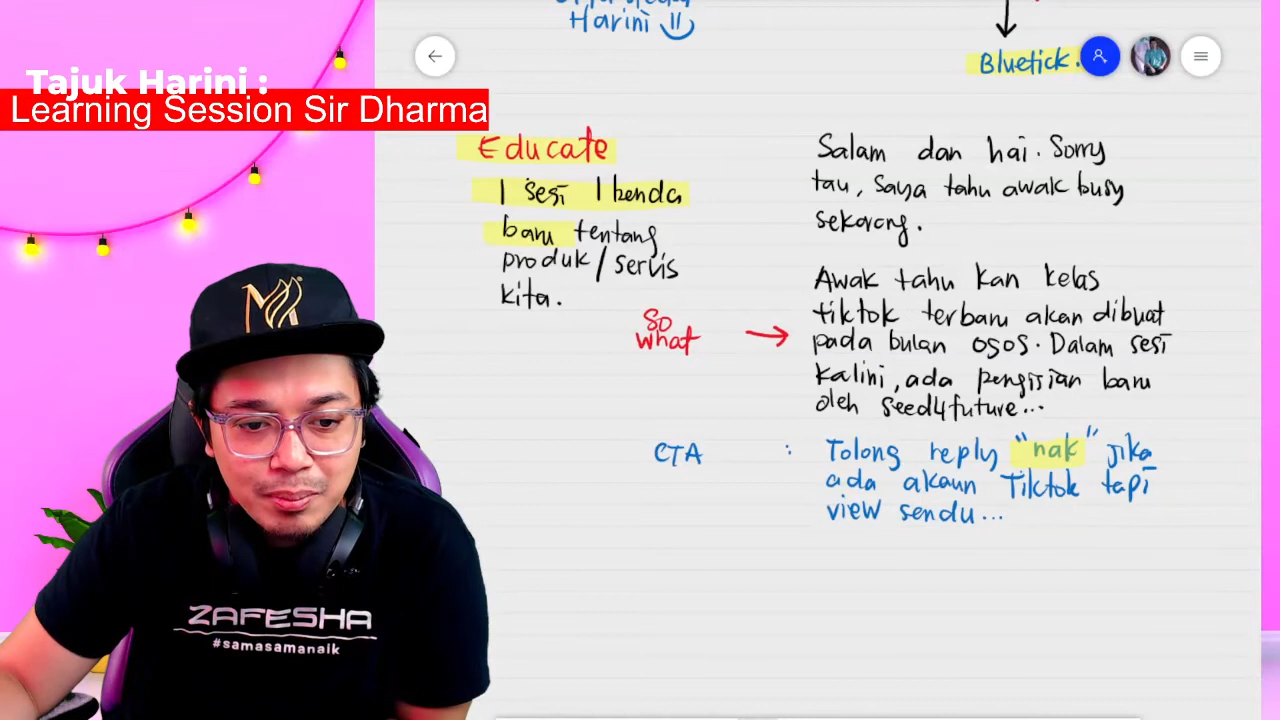 Harini
Bluetick.
Tajuk Harini :
Learning Session Sir Dharma
Educate
1 sesi 1 benda
baru tentang
produk / servis
kita.
So
what
Salam dan hai. Sorry
tau, saya tahu awak busy
sekarang.
Awak tahu kan kelas
tiktok terbaru akan dibuat
pada bulan ogos. Dalam sesi
kalini, ada pengisian baru
oleh seed4future...
CTA : Tolong reply "nak" jika
ada akaun Tiktok tapi
view sendu...
ZAFESHA
#samasamanaik